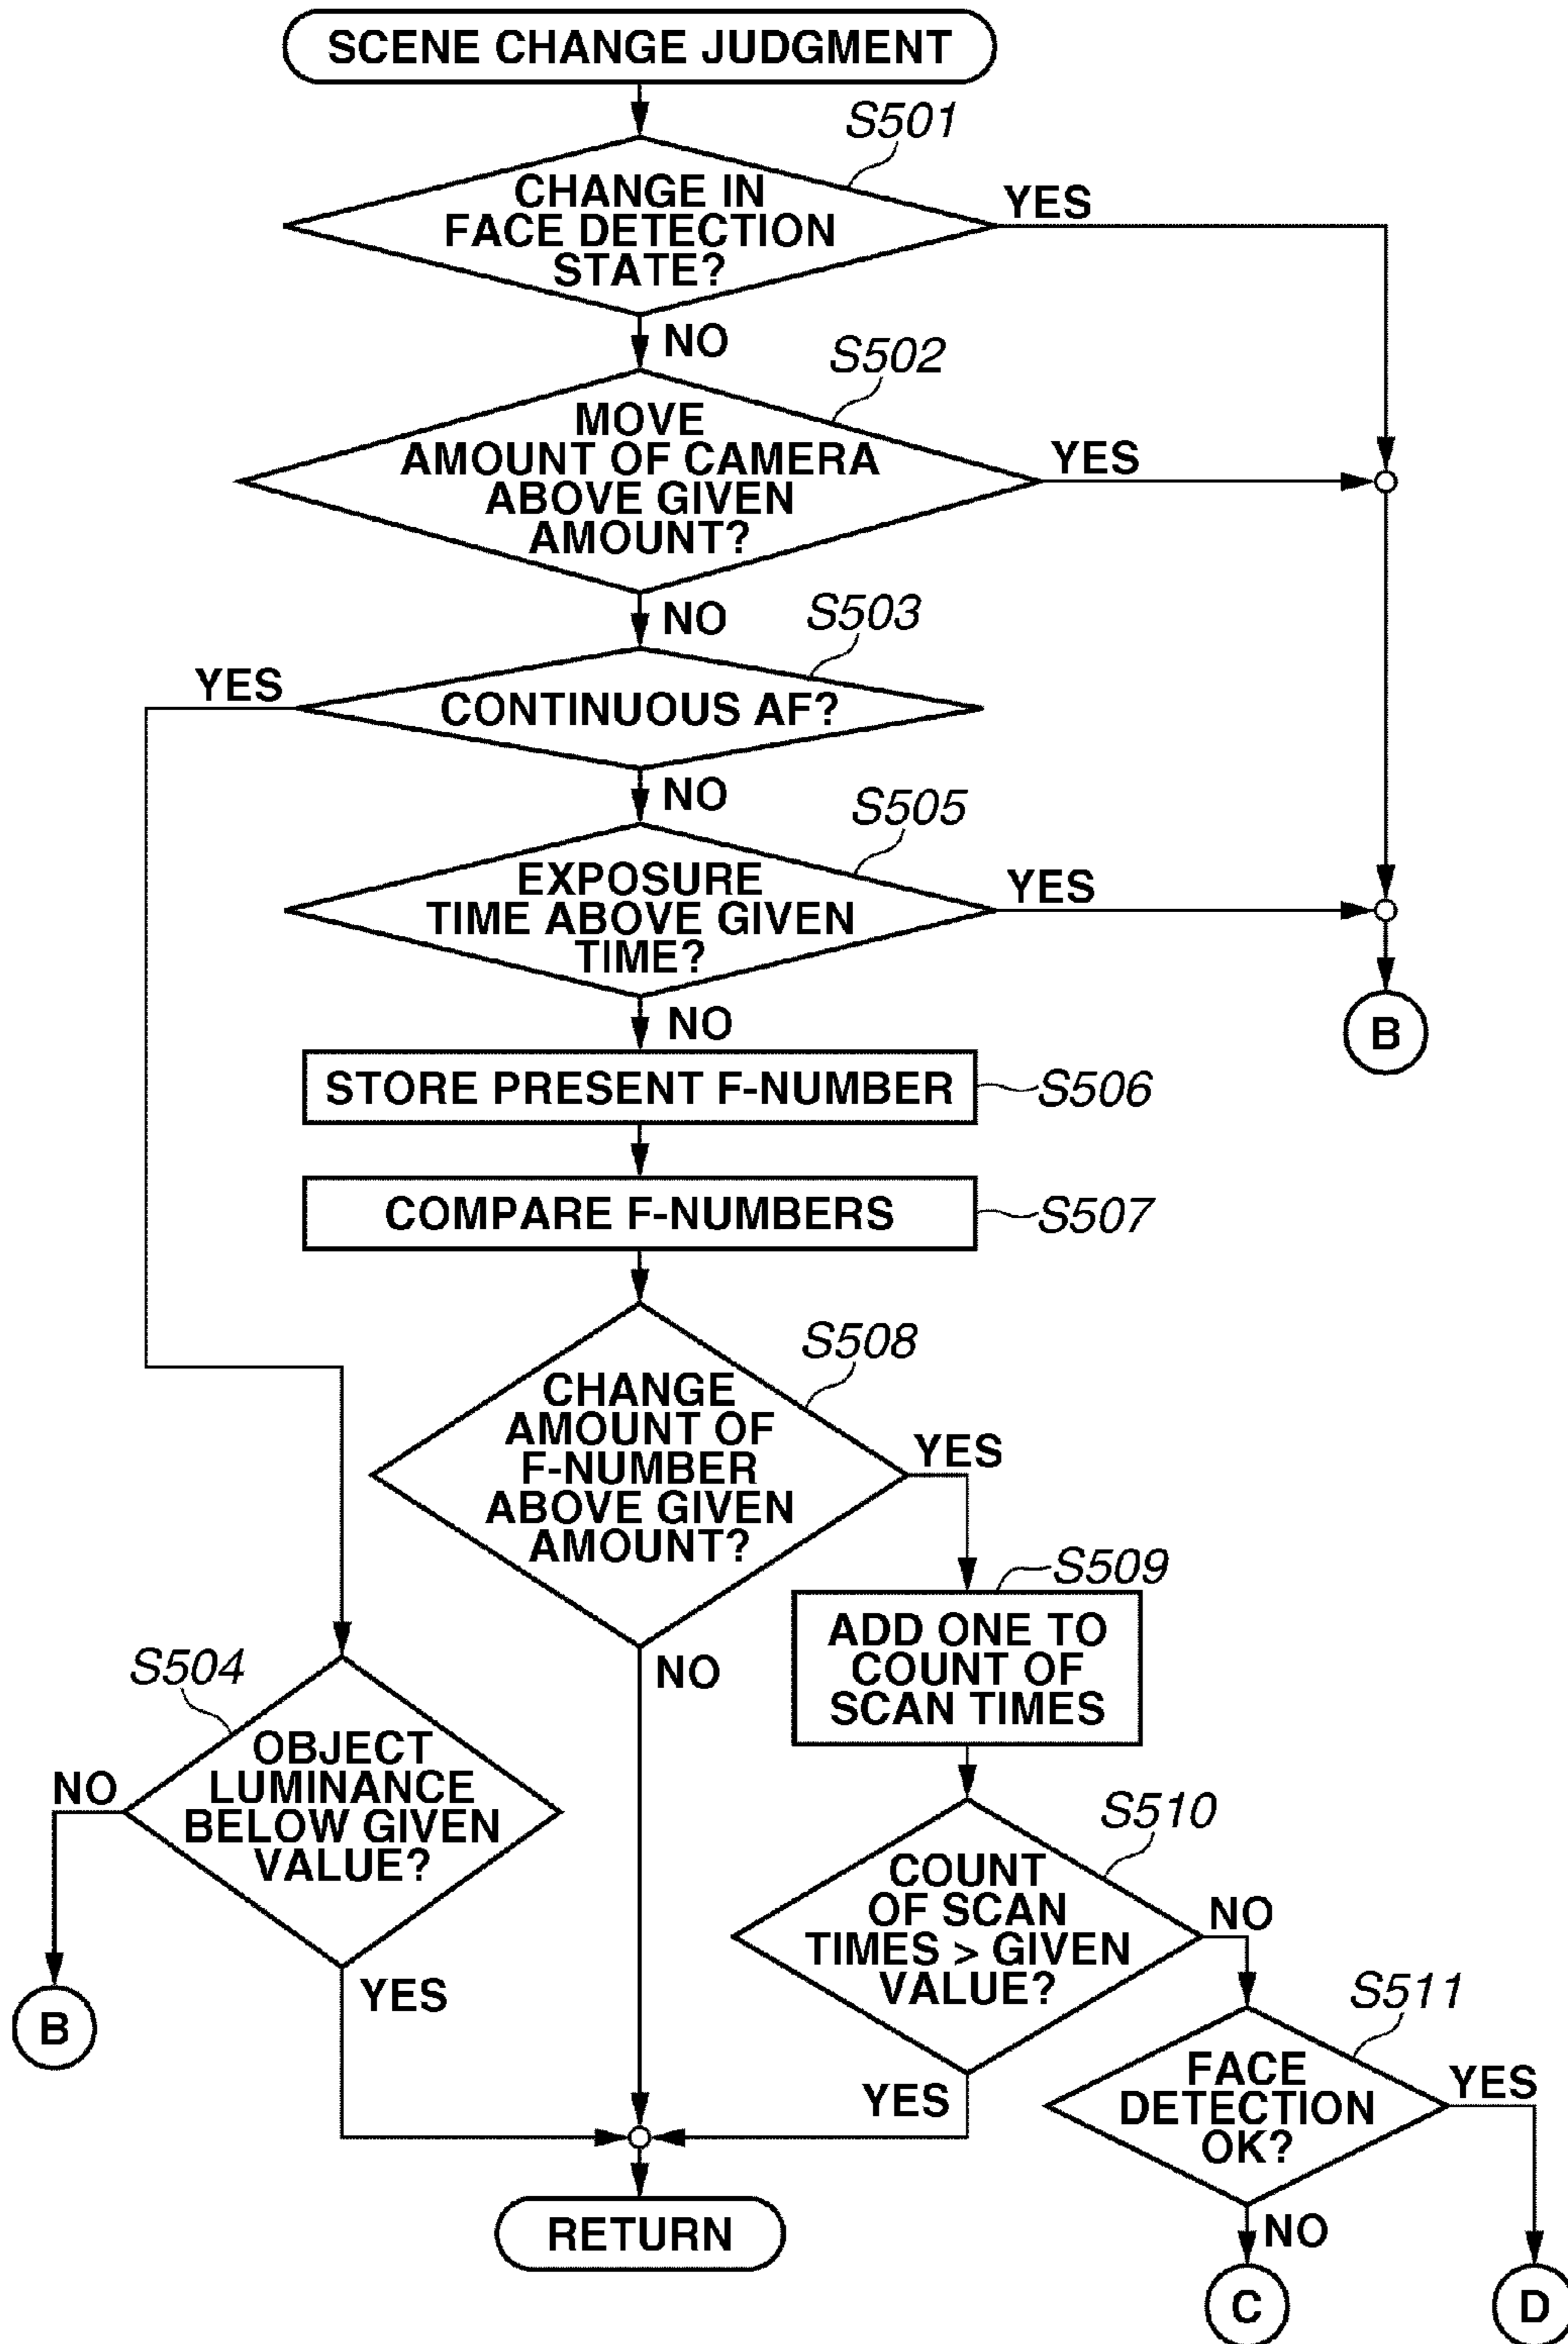 SCENE CHANGE JUDGMENT
S501
CHANGE IN
FACE DETECTION
STATE?
YES
NO
S502
MOVE
AMOUNT OF CAMERA
ABOVE GIVEN
AMOUNT?
YES
NO
S503
YES
CONTINUOUS AF?
NO
S505
EXPOSURE
TIME ABOVE GIVEN
TIME?
YES
NO
B
STORE PRESENT F-NUMBER
S506
COMPARE F-NUMBERS
S507
S508
CHANGE
AMOUNT OF
F-NUMBER
ABOVE GIVEN
AMOUNT?
YES
NO
S509
ADD ONE TO
COUNT OF
SCAN TIMES
S504
OBJECT
LUMINANCE
BELOW GIVEN
VALUE?
NO
B
YES
S510
COUNT
OF SCAN
TIMES > GIVEN
VALUE?
NO
YES
S511
FACE
DETECTION
OK?
YES
NO
RETURN
C
D